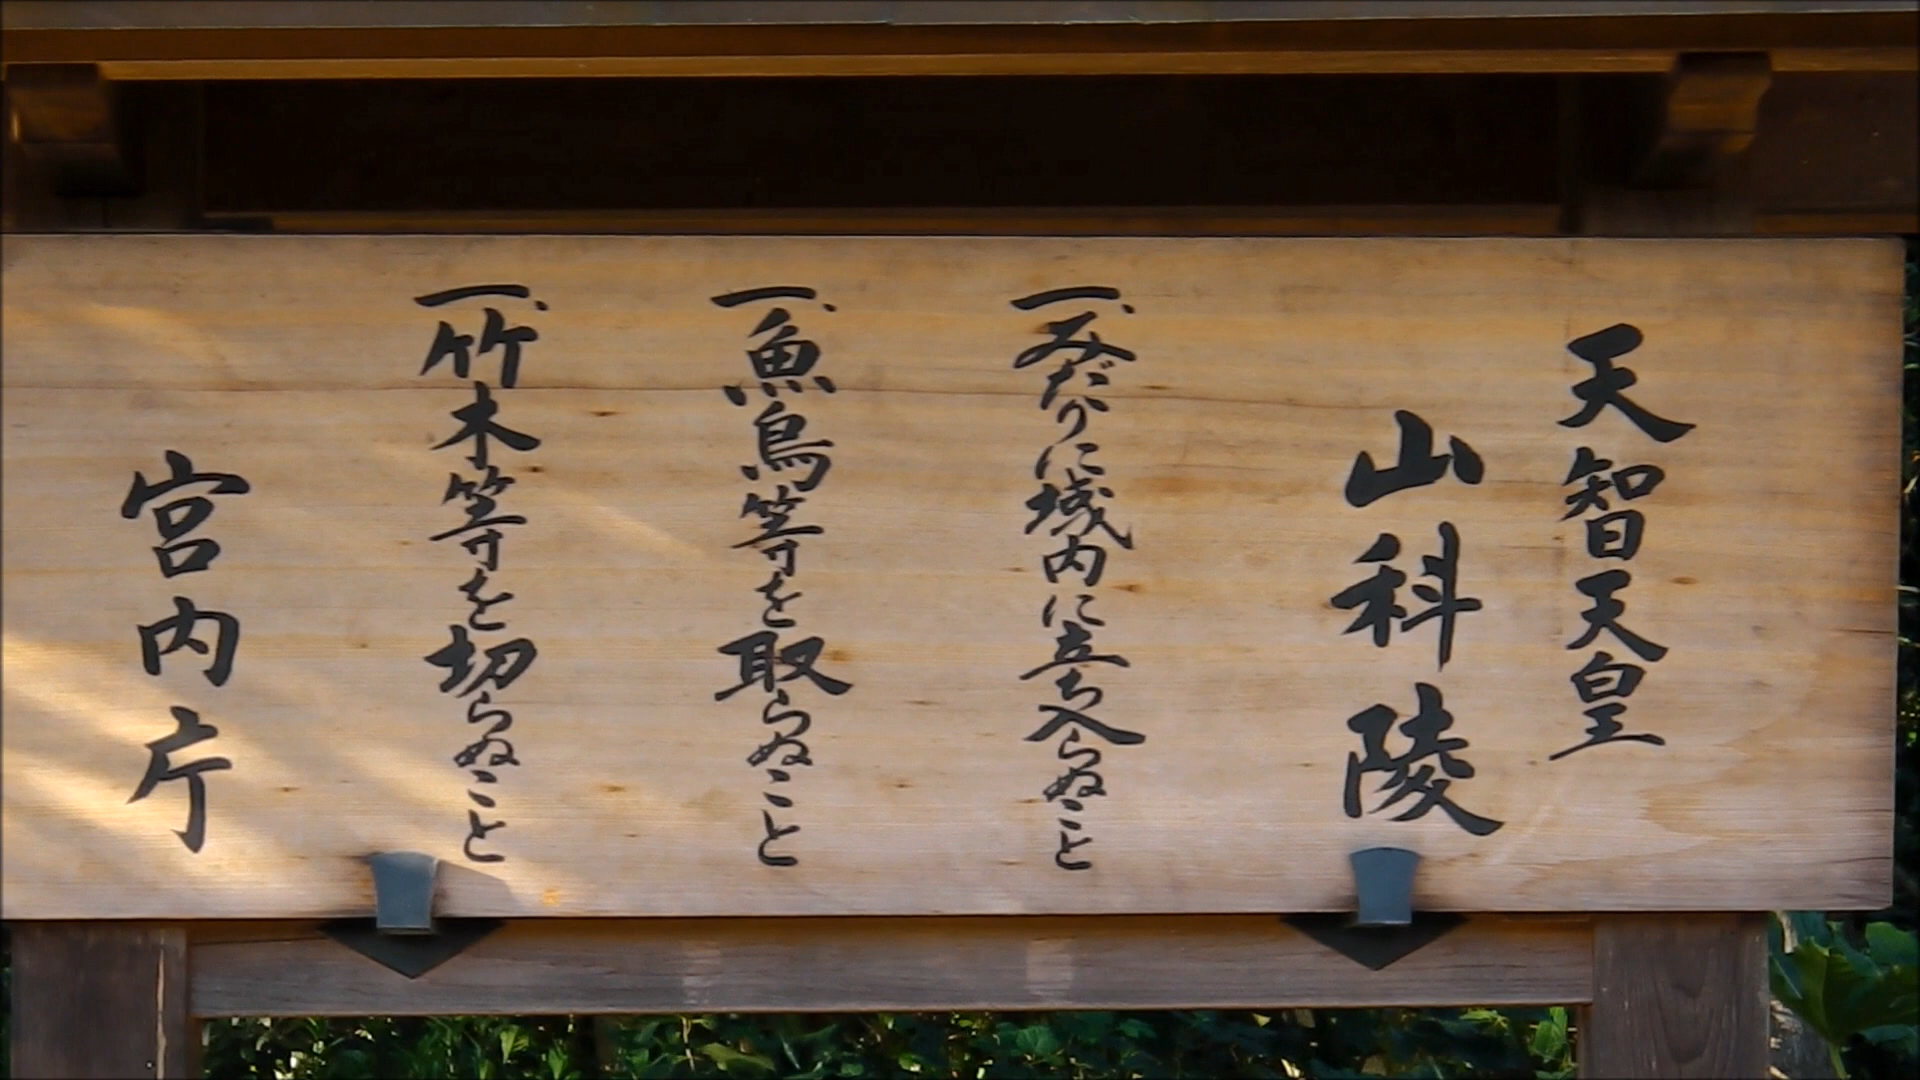 天智天皇
山科陵
一、みだりに域内に立ち入らぬこと
一、魚鳥等を取らぬこと
一、竹木等を切らぬこと
宮内庁